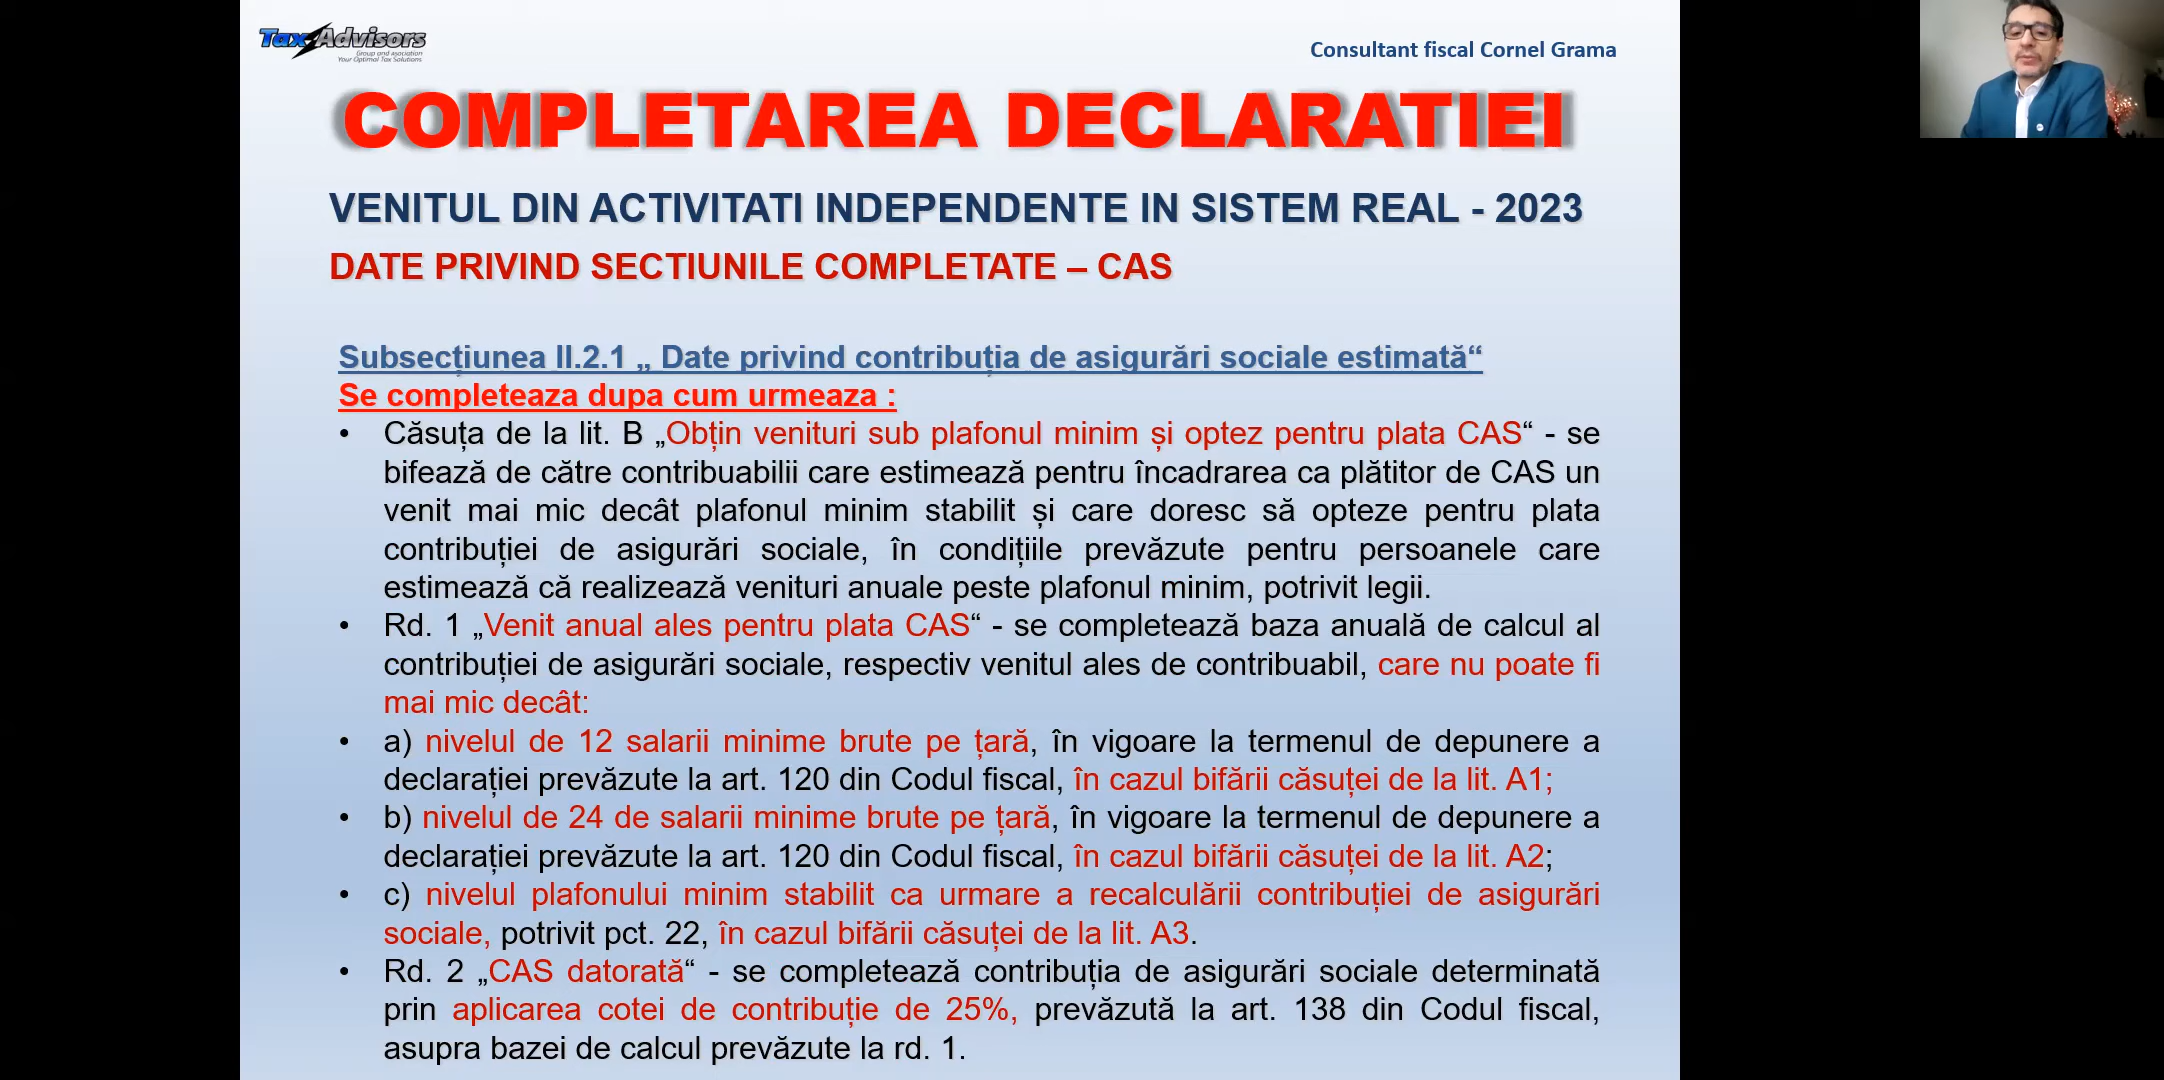 Tax Advisors
Group and asociation
Your Optimal Tax Solutions
Consultant fiscal Cornel Grama
COMPLETAREA DECLARATIEI
VENITUL DIN ACTIVITATI INDEPENDENTE IN SISTEM REAL - 2023
DATE PRIVIND SECTIUNILE COMPLETATE – CAS
Subsecțiunea II.2.1 „ Date privind contribuția de asigurări sociale estimată“
Se completeaza dupa cum urmeaza :
• Căsuța de la lit. B „Obțin venituri sub plafonul minim și optez pentru plata CAS“ - se
bifează de către contribuabilii care estimează pentru încadrarea ca plătitor de CAS un
venit mai mic decât plafonul minim stabilit și care doresc să opteze pentru plata
contribuției de asigurări sociale, în condițiile prevăzute pentru persoanele care
estimează că realizează venituri anuale peste plafonul minim, potrivit legii.
• Rd. 1 „Venit anual ales pentru plata CAS“ - se completează baza anuală de calcul al
contribuției de asigurări sociale, respectiv venitul ales de contribuabil, care nu poate fi
mai mic decât:
• a) nivelul de 12 salarii minime brute pe țară, în vigoare la termenul de depunere a
declarației prevăzute la art. 120 din Codul fiscal, în cazul bifării căsuței de la lit. A1;
• b) nivelul de 24 de salarii minime brute pe țară, în vigoare la termenul de depunere a
declarației prevăzute la art. 120 din Codul fiscal, în cazul bifării căsuței de la lit. A2;
• c) nivelul plafonului minim stabilit ca urmare a recalculării contribuției de asigurări
sociale, potrivit pct. 22, în cazul bifării căsuței de la lit. A3.
• Rd. 2 „CAS datorată“ - se completează contribuția de asigurări sociale determinată
prin aplicarea cotei de contribuție de 25%, prevăzută la art. 138 din Codul fiscal,
asupra bazei de calcul prevăzute la rd. 1.